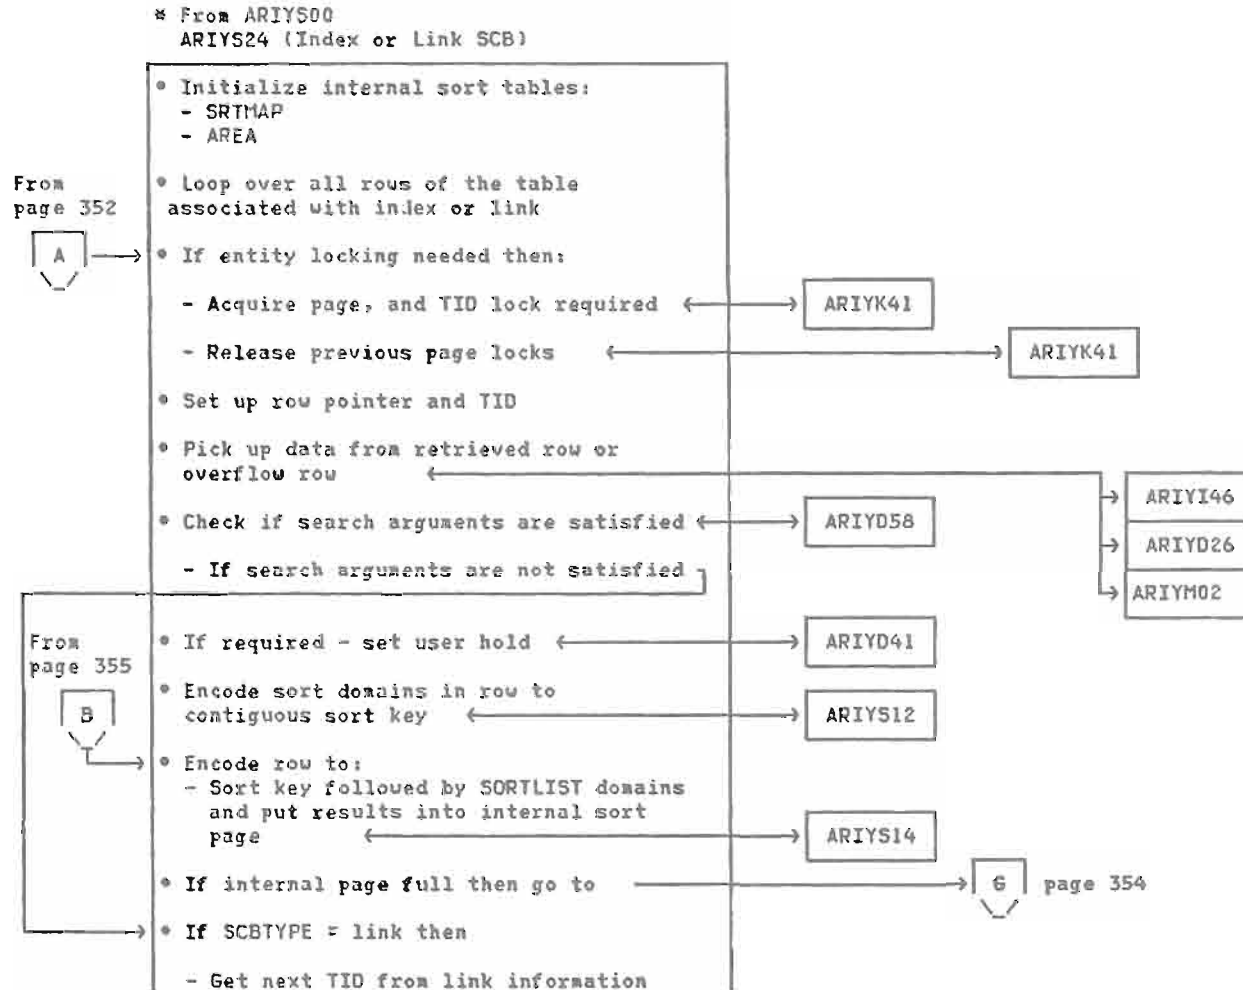 * From ARIYS00
ARIYS24 (Index or Link SCB)
• Initialize internal sort tables:
- SRTMAP
- AREA
From
page 352
• Loop over all rows of the table
associated with index or link
A
• If entity locking needed then:
- Acquire page, and TID lock required
ARIYK41
- Release previous page locks
ARIYK41
• Set up row pointer and TID
• Pick up data from retrieved row or
overflow row
ARIYI46
• Check if search arguments are satisfied
ARIYD58
ARIYD26
- If search arguments are not satisfied
ARIYM02
From
page 355
• If required - set user hold
ARIYD41
B
• Encode sort domains in row to
contiguous sort key
ARIYS12
• Encode row to:
- Sort key followed by SORTLIST domains
and put results into internal sort
page
ARIYS14
• If internal page full then go to
G
page 354
• If SCBTYPE = link then
- Get next TID from link information